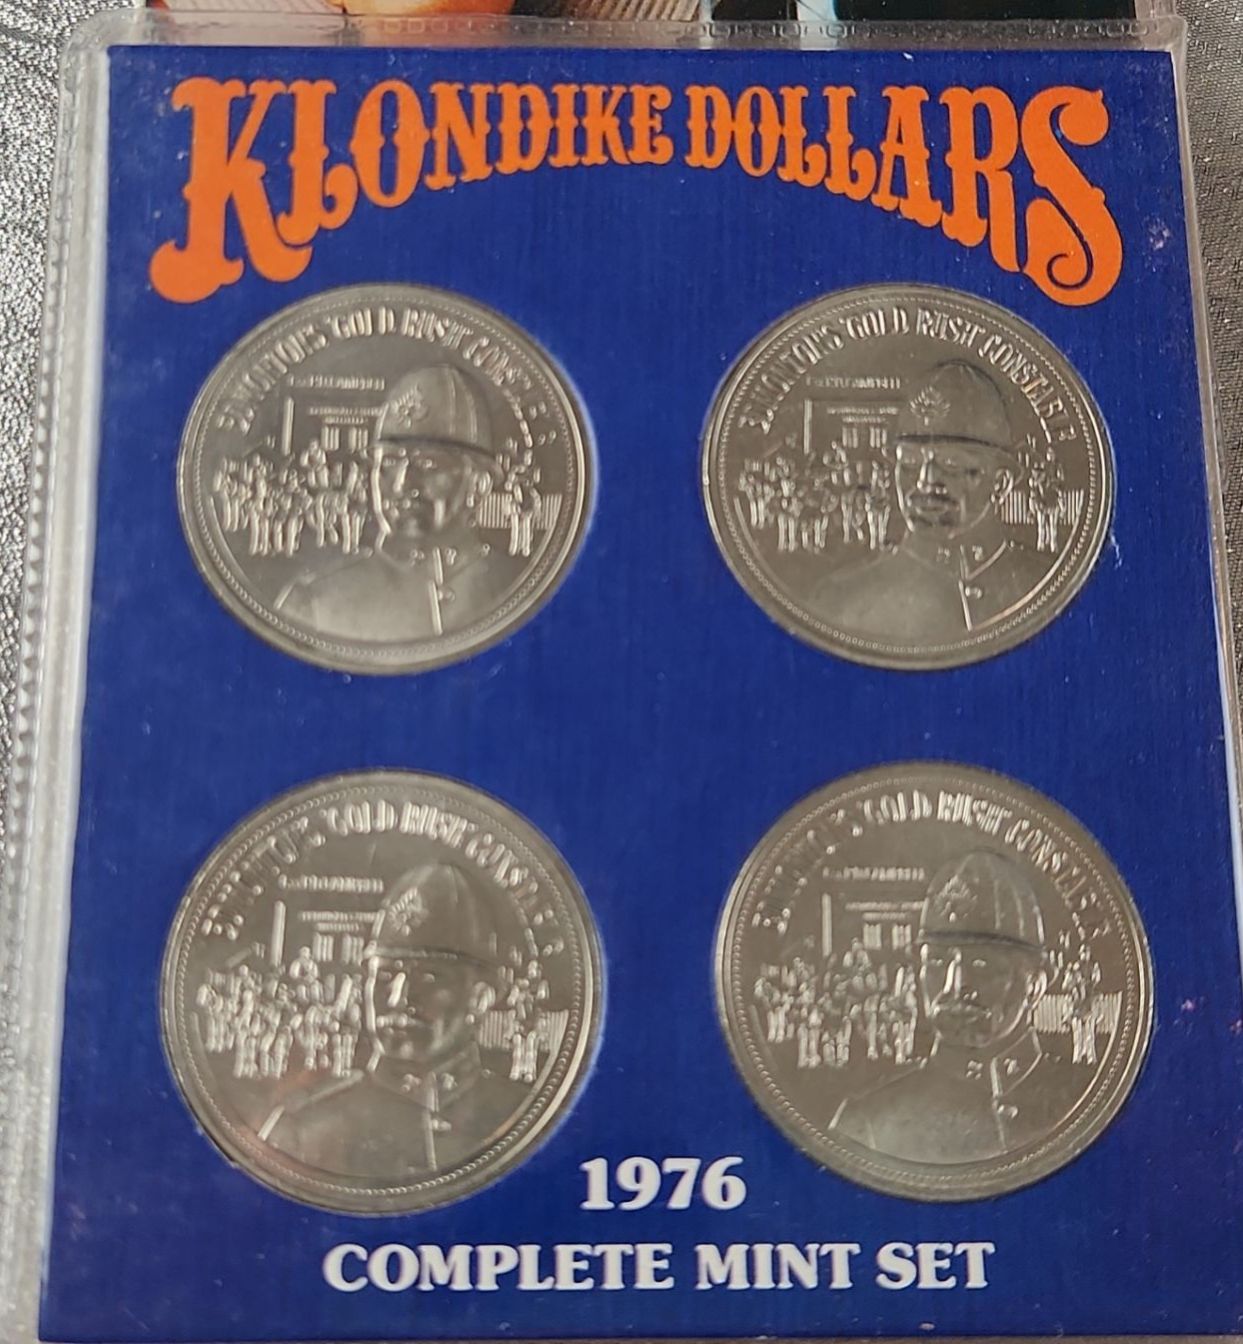 KLONDIKE DOLLARS
EDMONTON'S 'GOLD RUSH' CONSTABLE
EDMONTON'S 'GOLD RUSH' CONSTABLE
EDMONTON'S 'GOLD RUSH' CONSTABLE
EDMONTON'S 'GOLD RUSH' CONSTABLE
1976
COMPLETE MINT SET